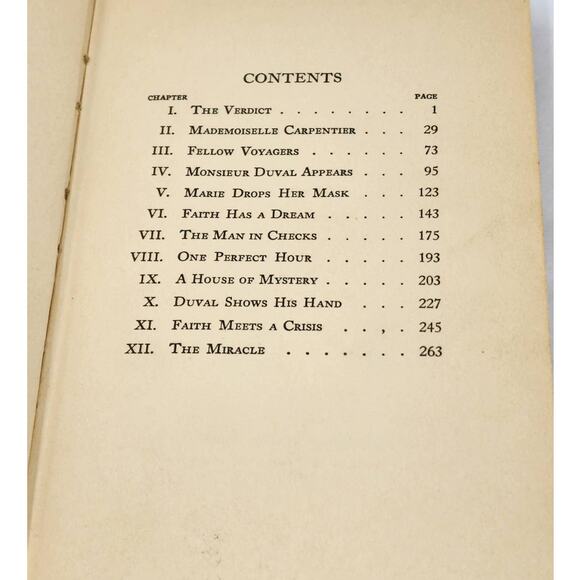 CONTENTS
CHAPTER PAGE
I. THE VERDICT . . . . . . . . 1
II. MADEMOISELLE CARPENTIER . . . 29
III. FELLOW VOYAGERS . . . . . . 73
IV. MONSIEUR DUVAL APPEARS . . . 95
V. MARIE DROPS HER MASK . . . 123
VI. FAITH HAS A DREAM . . . . . 143
VII. THE MAN IN CHECKS . . . . . 175
VIII. ONE PERFECT HOUR . . . . . 193
IX. A HOUSE OF MYSTERY . . . . . 203
X. DUVAL SHOWS HIS HAND . . . 227
XI. FAITH MEETS A CRISIS . . , . 245
XII. THE MIRACLE . . . . . . . 263